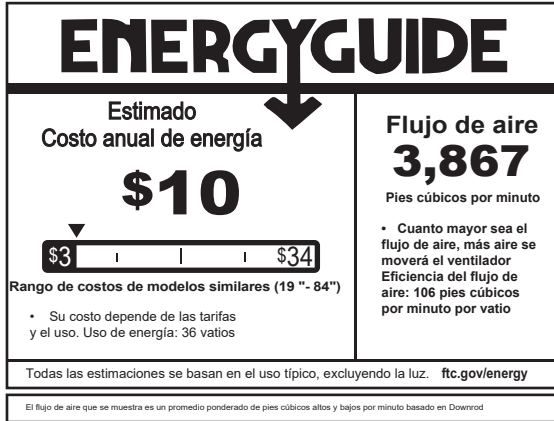 ENERGYGUIDE
Estimado
Costo anual de energía
$10
$3
$34
Rango de costos de modelos similares (19 "- 84")
• Su costo depende de las tarifas
y el uso. Uso de energía: 36 vatios
Flujo de aire
3,867
Pies cúbicos por minuto
• Cuanto mayor sea el
flujo de aire, más aire se
moverá el ventilador
Eficiencia del flujo de
aire: 106 pies cúbicos
por minuto por vatio
Todas las estimaciones se basan en el uso típico, excluyendo la luz. ftc.gov/energy
El flujo de aire que se muestra es un promedio ponderado de pies cúbicos altos y bajos por minuto basado en Downrod